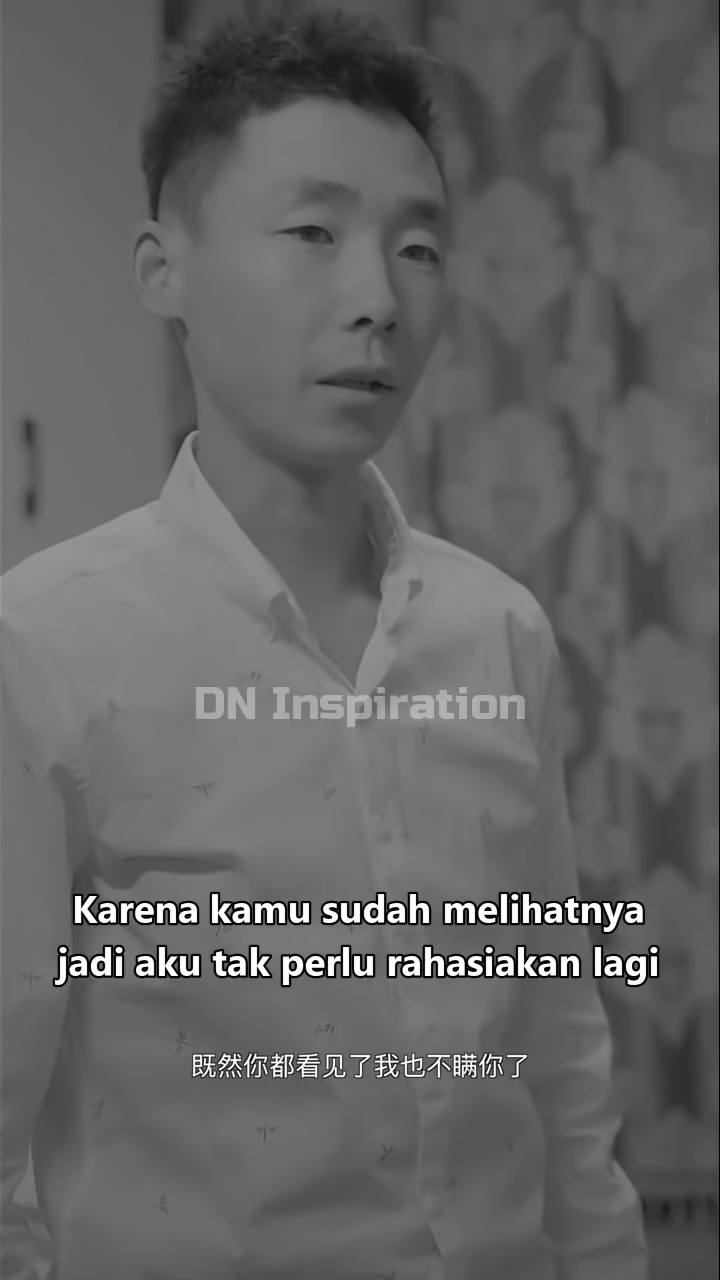 DN Inspiration
Karena kamu sudah melihatnya
jadi aku tak perlu rahasiakan lagi
既然你都看见了我也不瞒你了